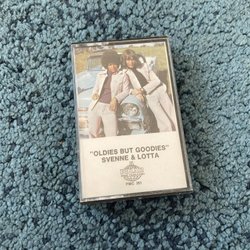 "OLDIES BUT GOODIES"
SVENNE & LOTTA